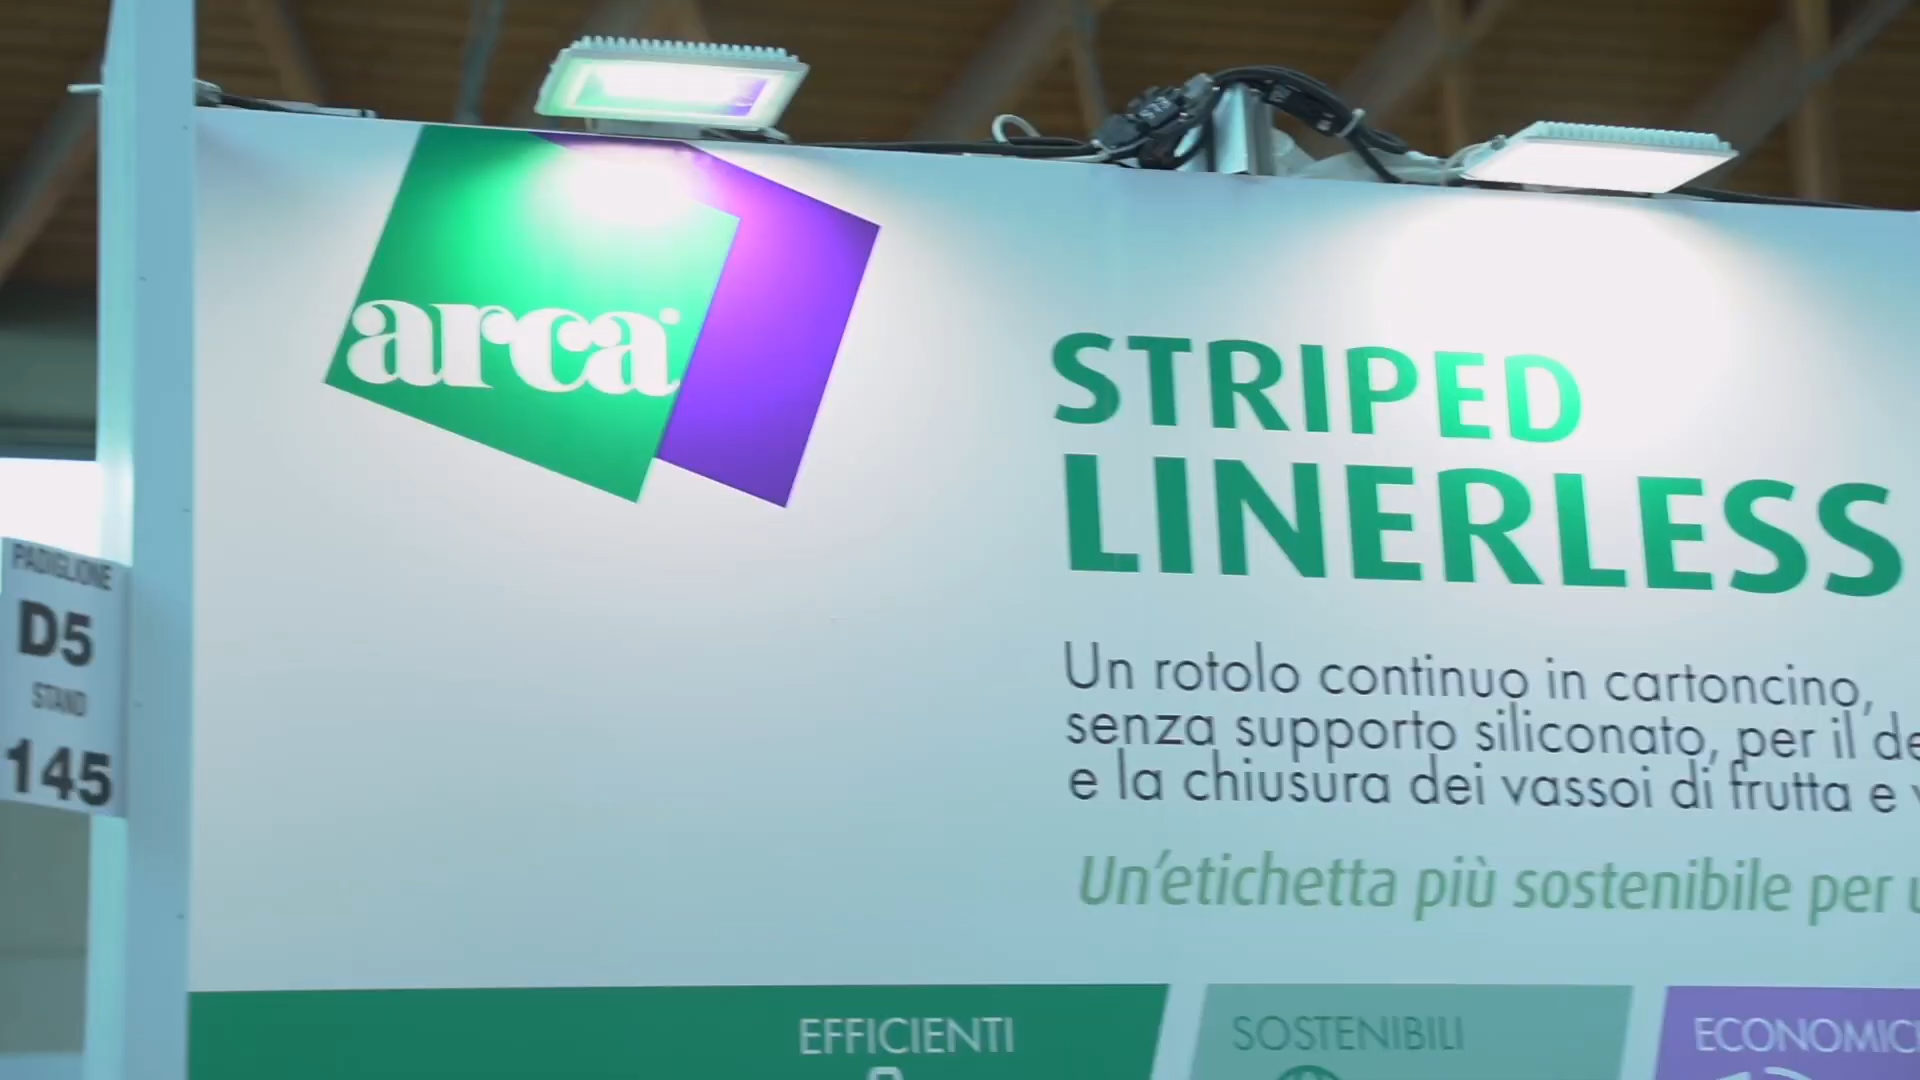 arca
STRIPED
LINERLESS
Un rotolo continuo in cartoncino,
senza supporto siliconato, per il
e la chiusura dei vassoi di frutta e
Un'etichetta più sostenibile per
PADIGLIONE
D5
STAND
145
EFFICIENTI
SOSTENIBILI
ECONOMICI